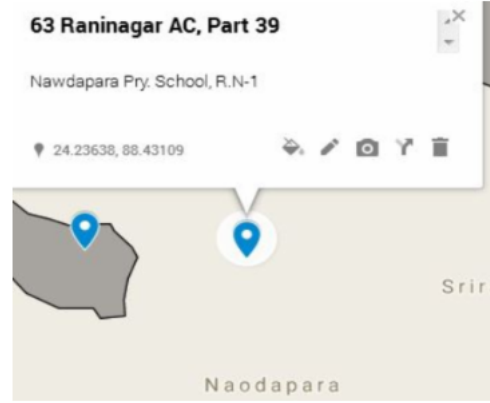 63 Raninagar AC, Part 39
Nawdapara Pry. School, R.N-1
24.23638, 88.43109
Srir
Naodapara